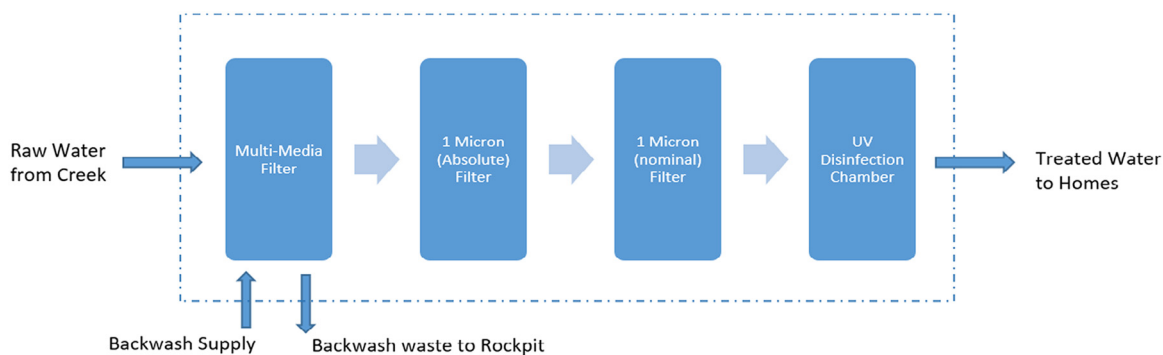 Raw Water
from Creek
Multi-Media
Filter
1 Micron
(Absolute)
Filter
1 Micron
(nominal)
Filter
UV
Disinfection
Chamber
Treated Water
to Homes
Backwash Supply
Backwash waste to Rockpit